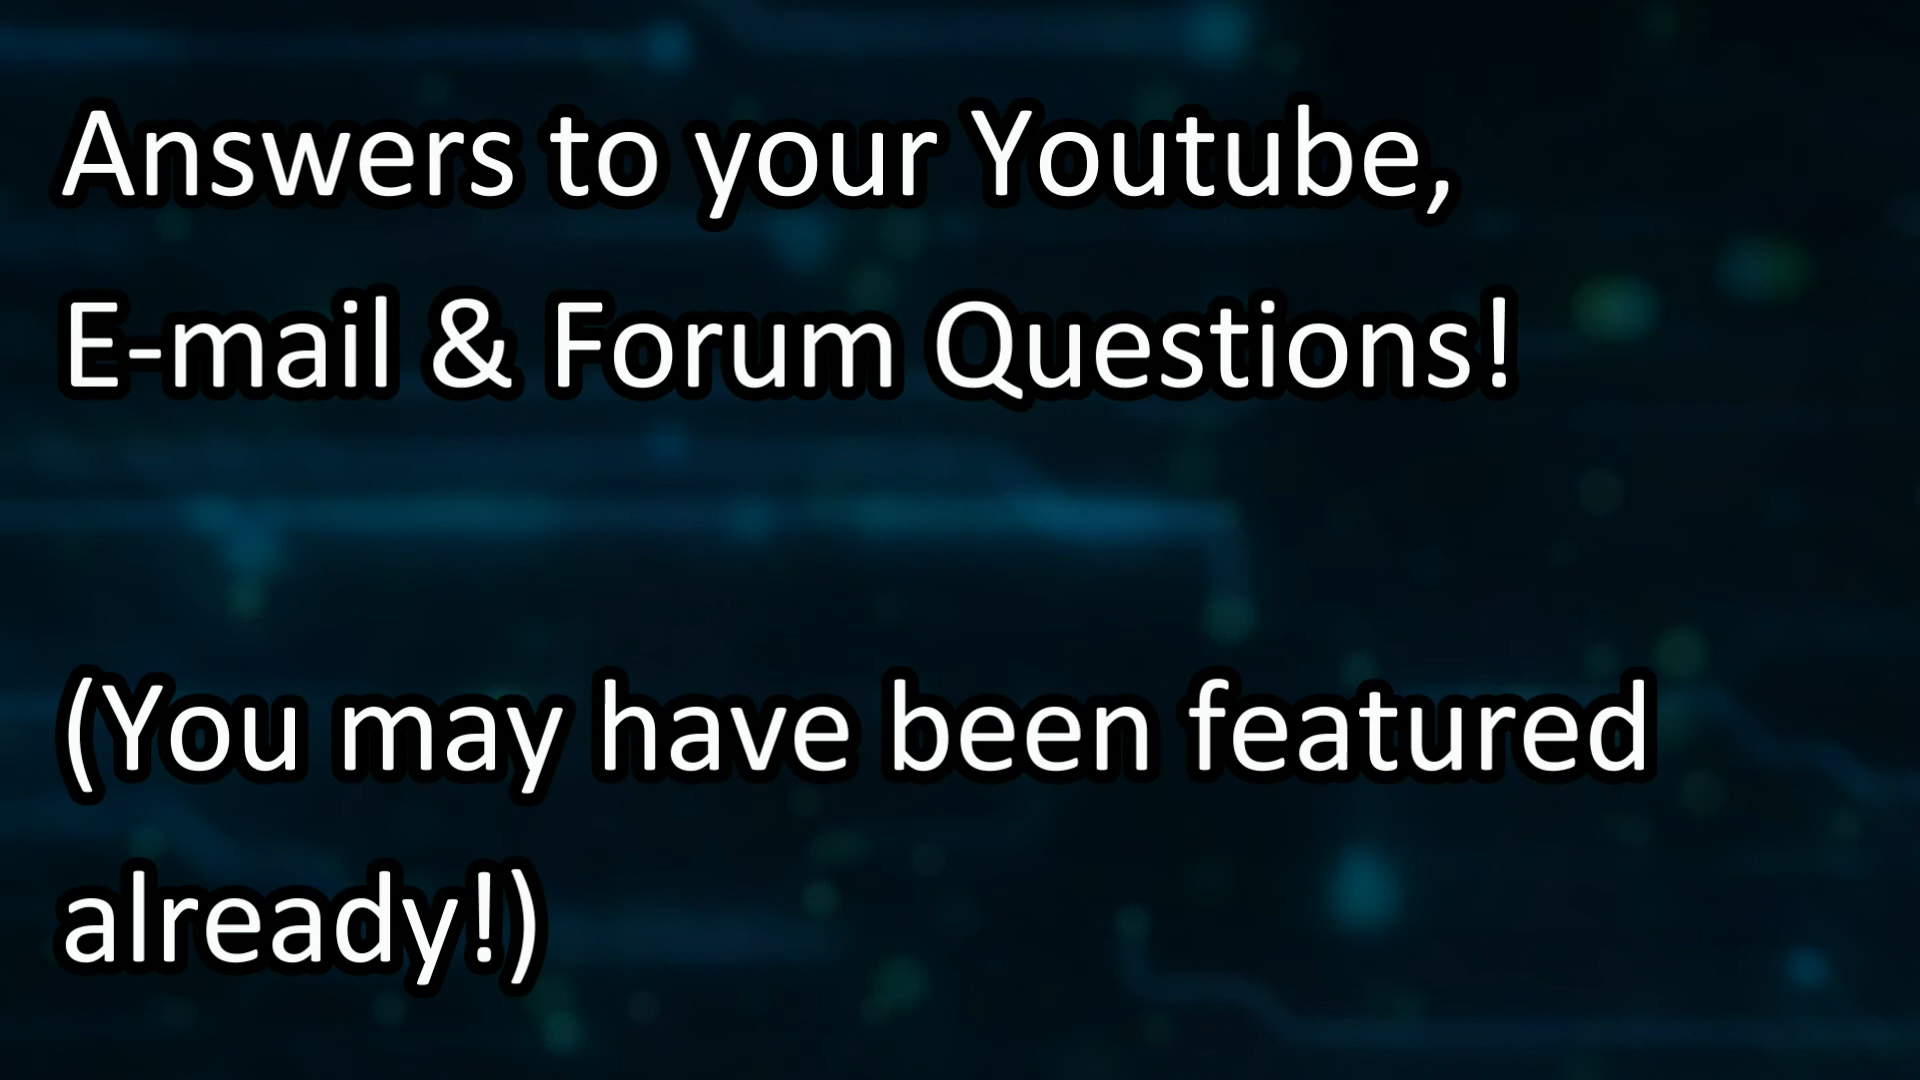 Answers to your Youtube,
E-mail & Forum Questions!
(You may have been featured
already!)